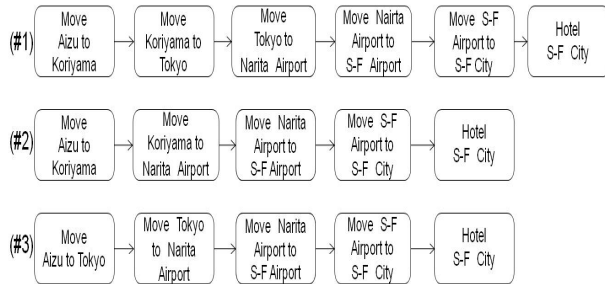 (#1)
Move
Aizu to
Koriyama
Move
Koriyama to
Tokyo
Move
Tokyo to
Narita Airport
Move Nairta
Airport to
S-F Airport
Move S-F
Airport to
S-F City
Hotel
S-F City
(#2)
Move
Aizu to
Koriyama
Move
Koriyama to
Narita Airport
Move Narita
Airport to
S-F Airport
Move S-F
Airport to
S-F City
Hotel
S-F City
(#3)
Move
Aizu to Tokyo
Move Tokyo
to Narita
Airport
Move Narita
Airport to
S-F Airport
Move S-F
Airport to
S-F City
Hotel
S-F City